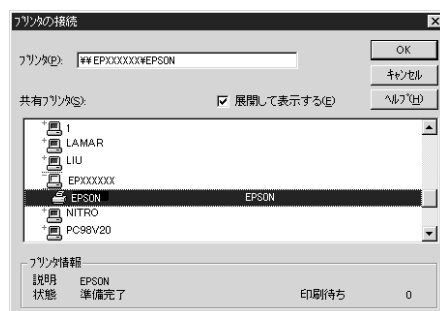 プリンタの接続
プリンタ(P): ¥¥EPXXXXXX¥EPSON
OK
キャンセル
ヘルプ(H)
共有プリンタ(S): 展開して表示する(E)
1
LAMAR
LIU
EPXXXXXX
EPSON EPSON
NITRO
PC98V20
プリンタ情報
説明 EPSON
状態 準備完了 印刷待ち 0